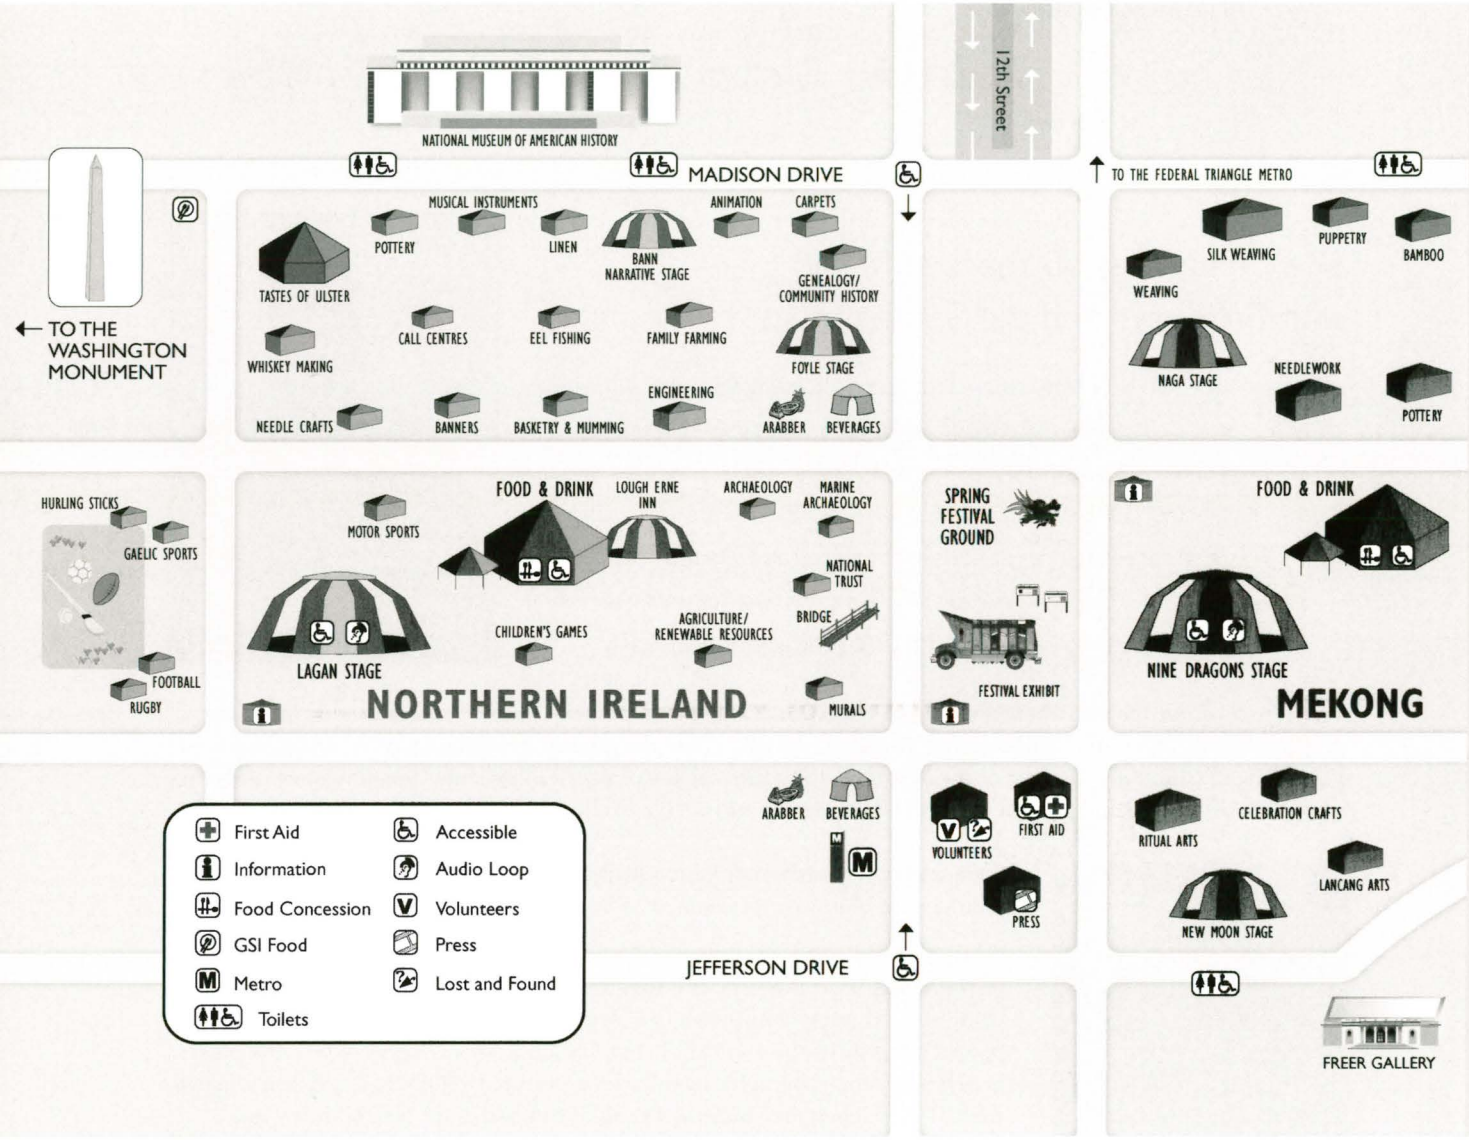 12th Street
NATIONAL MUSEUM OF AMERICAN HISTORY
MADISON DRIVE
TO THE FEDERAL TRIANGLE METRO
TO THE
WASHINGTON
MONUMENT
MUSICAL INSTRUMENTS
ANIMATION
CARPETS
POTTERY
LINEN
BANN
NARRATIVE STAGE
TASTES OF ULSTER
GENEALOGY/
COMMUNITY HISTORY
CALL CENTRES
EEL FISHING
FAMILY FARMING
WHISKEY MAKING
FOYLE STAGE
ENGINEERING
NEEDLE CRAFTS
BANNERS
BASKETRY & MUMMING
ARABBER
BEVERAGES
SILK WEAVING
PUPPETRY
BAMBOO
WEAVING
NAGA STAGE
NEEDLEWORK
POTTERY
HURLING STICKS
GAELIC SPORTS
FOOTBALL
RUGBY
MOTOR SPORTS
FOOD & DRINK
LOUGH ERNE
INN
ARCHAEOLOGY
MARINE
ARCHAEOLOGY
NATIONAL
TRUST
BRIDGE
AGRICULTURE/
RENEWABLE RESOURCES
CHILDREN'S GAMES
LAGAN STAGE
NORTHERN IRELAND
MURALS
SPRING
FESTIVAL
GROUND
FESTIVAL EXHIBIT
FOOD & DRINK
NINE DRAGONS STAGE
MEKONG
ARABBER
BEVERAGES
M
M
V
VOLUNTEERS
FIRST AID
PRESS
RITUAL ARTS
CELEBRATION CRAFTS
LANCANG ARTS
NEW MOON STAGE
JEFFERSON DRIVE
FREER GALLERY
First Aid
Accessible
Information
Audio Loop
Food Concession
V Volunteers
GSI Food
Press
M Metro
Lost and Found
Toilets